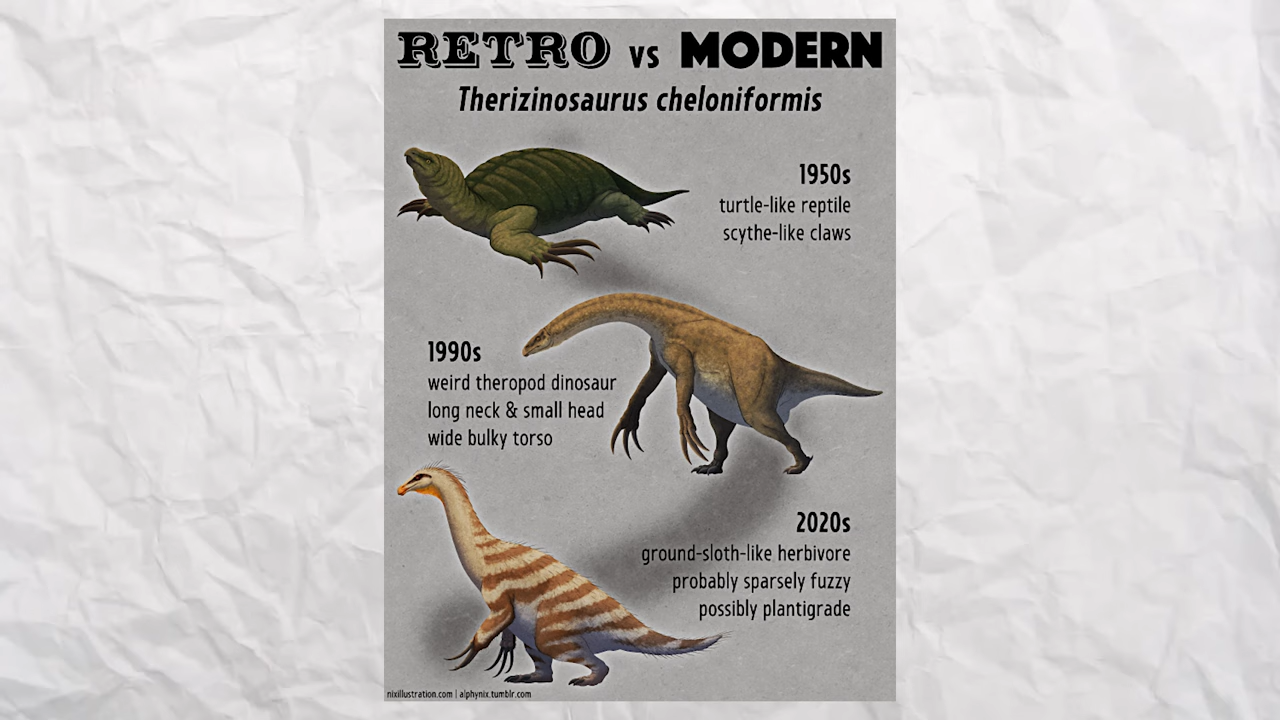 RETRO vs MODERN
Therizinosaurus cheloniformis
1950s
turtle-like reptile
scythe-like claws
1990s
weird theropod dinosaur
long neck & small head
wide bulky torso
2020s
ground-sloth-like herbivore
probably sparsely fuzzy
possibly plantigrade
nixillustration.com | alphynix.tumblr.com